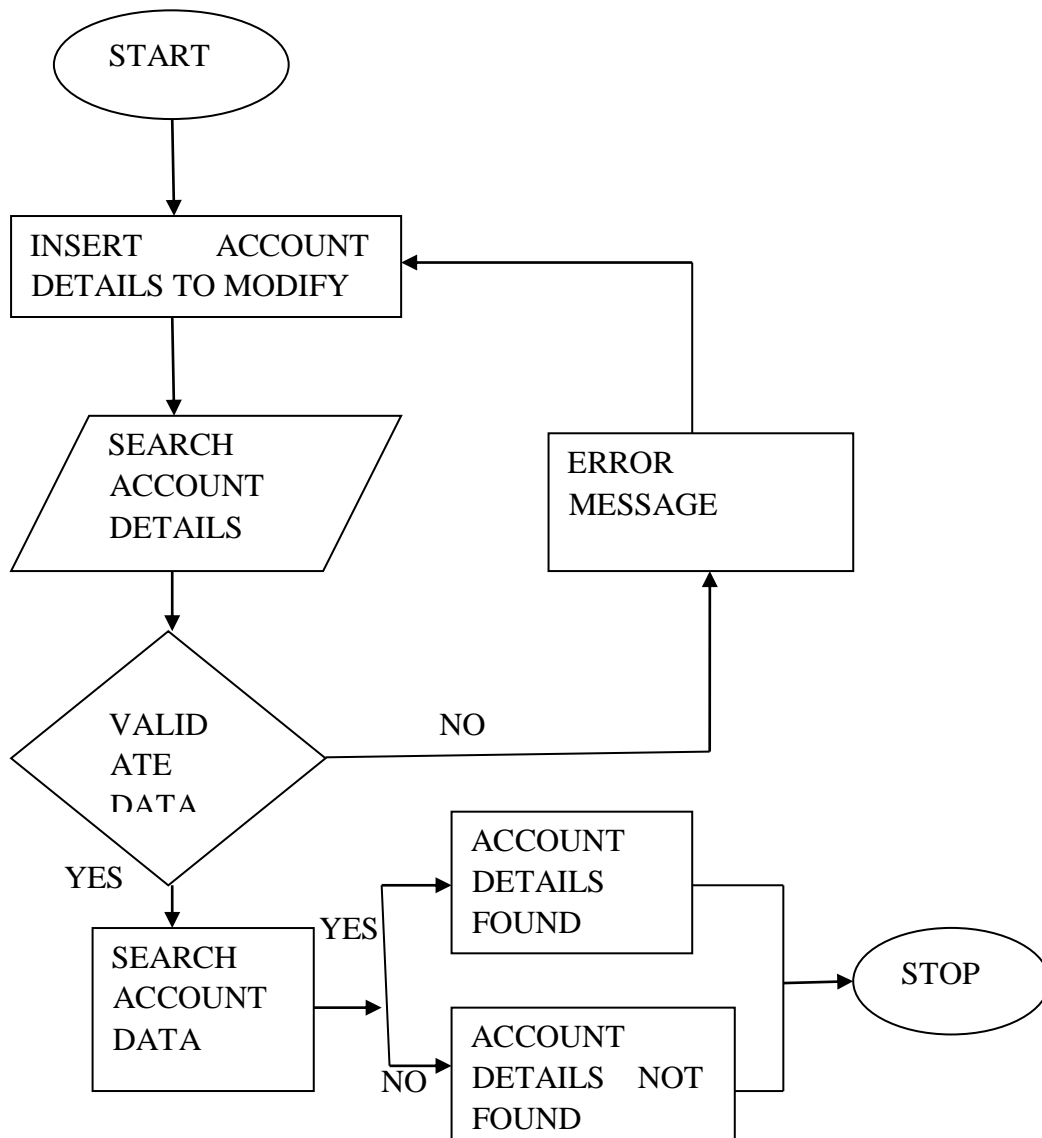 START
INSERT ACCOUNT
DETAILS TO MODIFY
SEARCH
ACCOUNT
DETAILS
ERROR
MESSAGE
VALID
ATE
DATA
NO
YES
SEARCH
ACCOUNT
DATA
YES
NO
ACCOUNT
DETAILS
FOUND
ACCOUNT
DETAILS NOT
FOUND
STOP